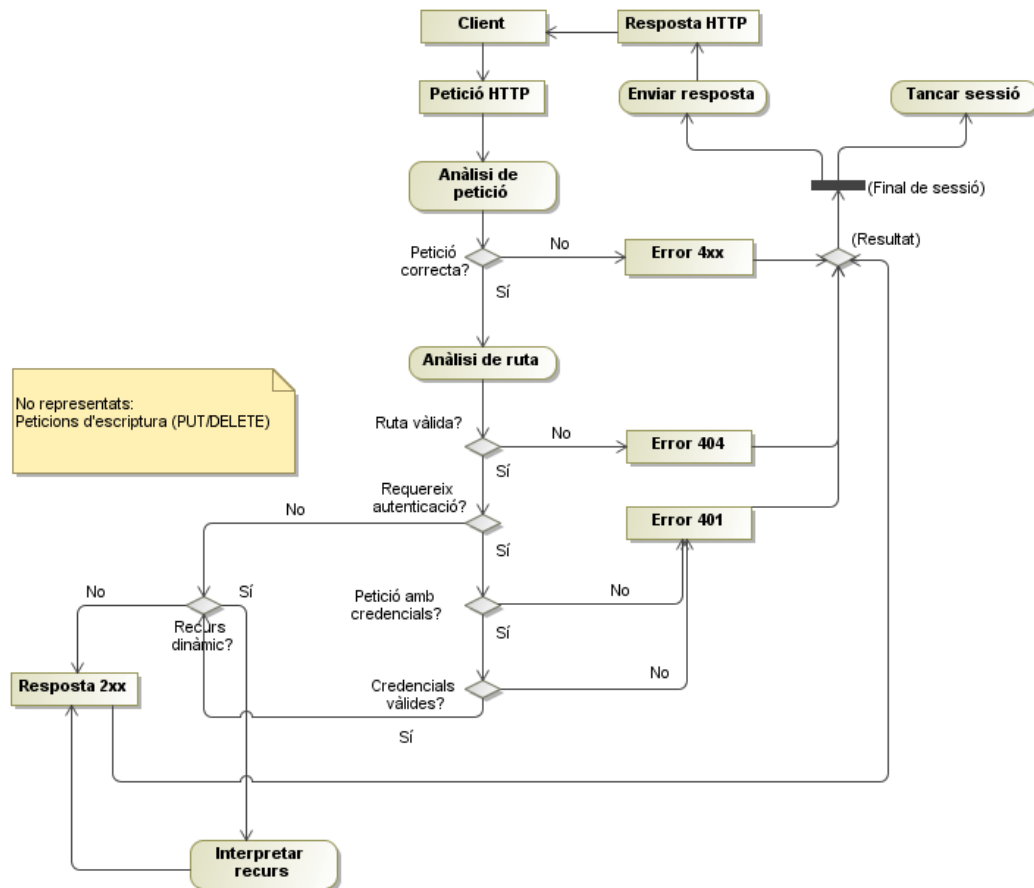 Client
Resposta HTTP
Petició HTTP
Enviar resposta
Tancar sessió
Anàlisi de
petició
(Final de sessió)
Petició
correcta?
No
Error 4xx
(Resultat)
Sí
Anàlisi de ruta
No representats:
Peticions d'escriptura (PUT/DELETE)
Ruta vàlida?
No
Error 404
Sí
Requereix
autenticació?
No
Error 401
Sí
No
Sí
Recurs
dinàmic?
Petició amb
credencials?
No
Sí
Resposta 2xx
Credencials
vàlides?
No
Sí
Interpretar
recurs